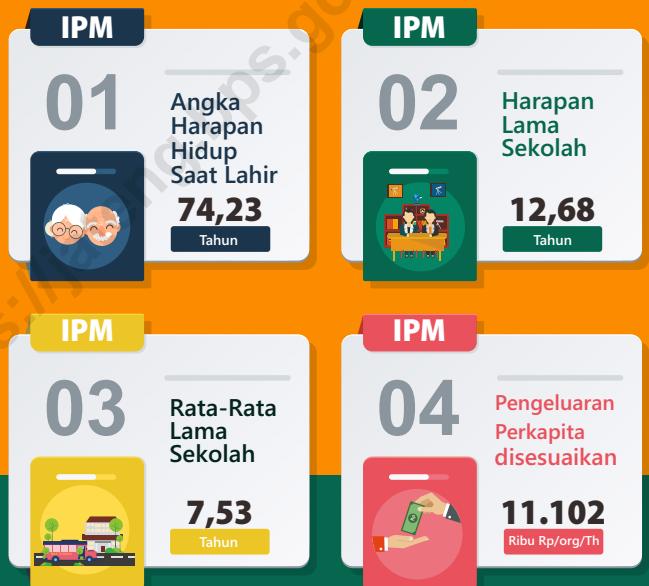 IPM
01
Angka
Harapan
Hidup
Saat Lahir
74,23
Tahun
IPM
02
Harapan
Lama
Sekolah
12,68
Tahun
IPM
03
Rata-Rata
Lama
Sekolah
7,53
Tahun
IPM
04
Pengeluaran
Perkapita
disesuaikan
11.102
Ribu Rp/org/Th